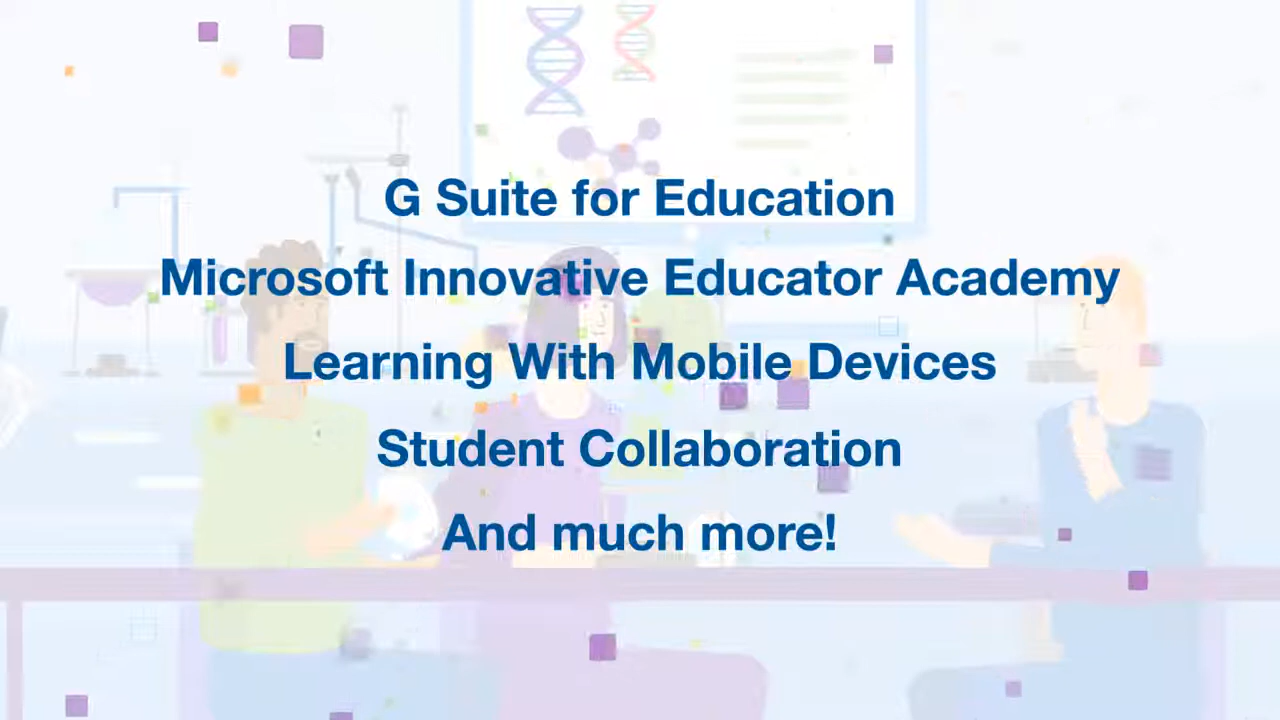 G Suite for Education
Microsoft Innovative Educator Academy
Learning With Mobile Devices
Student Collaboration
And much more!